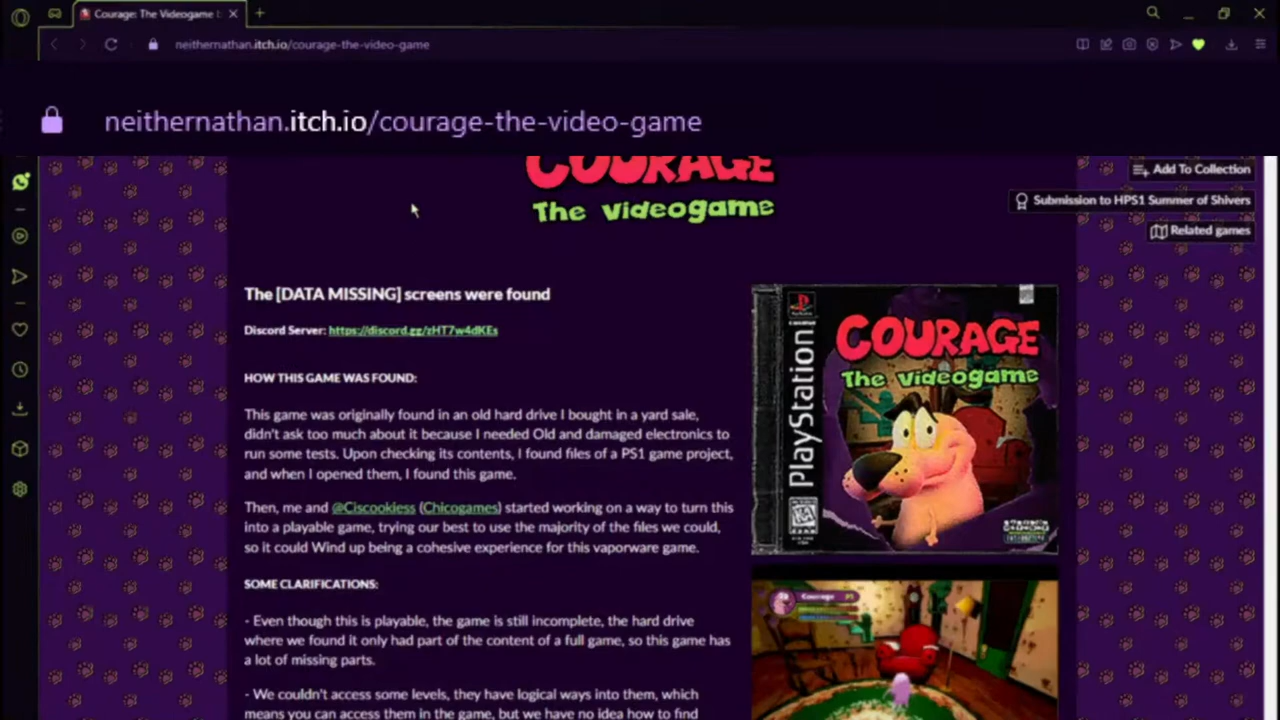 Courage: The Videogame
neithernathan.itch.io/courage-the-video-game
neithernathan.itch.io/courage-the-video-game
COURAGE
The Videogame
Add To Collection
Submission to HPS1 Summer of Shivers
Related games
The [DATA MISSING] screens were found
Discord Server: https://discord.gg/zHT7w4dKEs
HOW THIS GAME WAS FOUND:
This game was originally found in an old hard drive I bought in a yard sale,
didn't ask too much about it because I needed Old and damaged electronics to
run some tests. Upon checking its contents, I found files of a PS1 game project,
and when I opened them, I found this game.
Then, me and @Ciscookiess (Chicogames) started working on a way to turn this
into a playable game, trying our best to use the majority of the files we could,
so it could Wind up being a cohesive experience for this vaporware game.
SOME CLARIFICATIONS:
- Even though this is playable, the game is still incomplete, the hard drive
where we found it only had part of the content of a full game, so this game has
a lot of missing parts.
- We couldn't access some levels, they have logical ways into them, which
means you can access them in the game, but we have no idea how to find
PlayStation
COURAGE
The Videogame
Courage